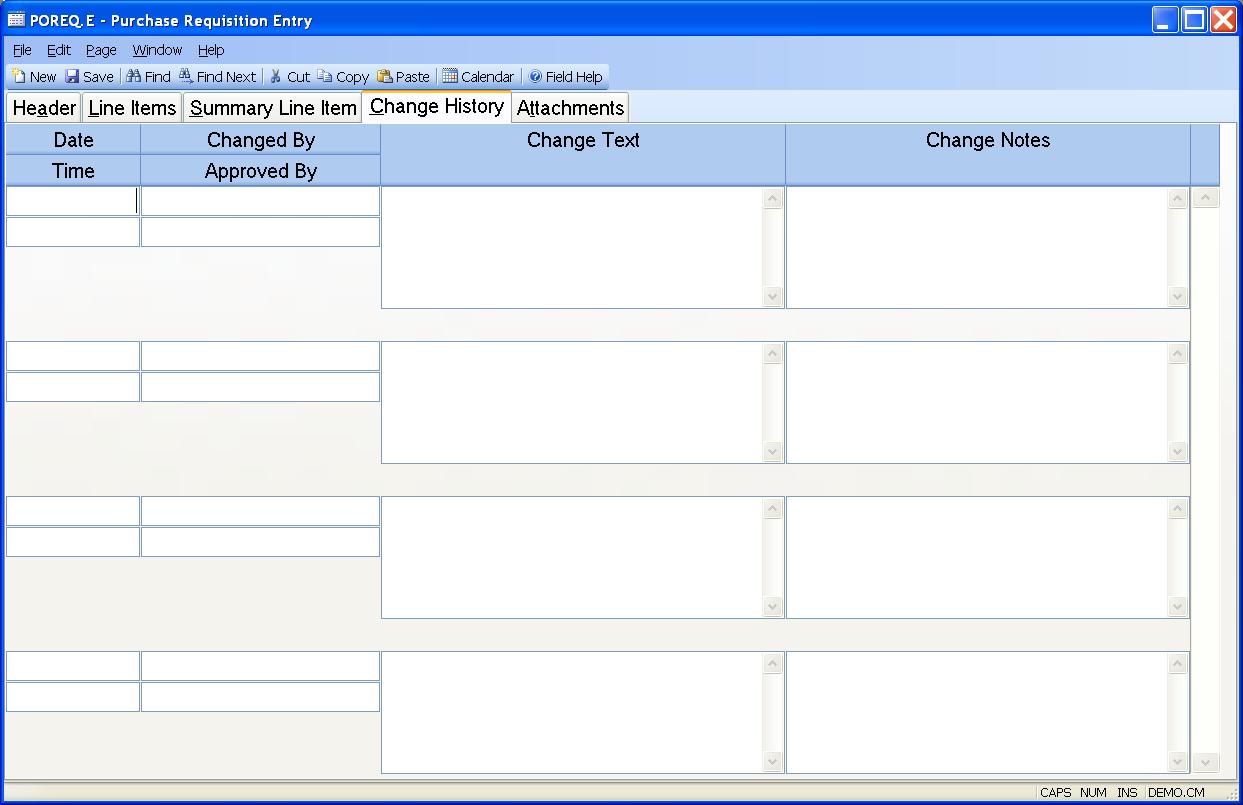 POREQ.E - Purchase Requisition Entry
File Edit Page Window Help
New Save Find Find Next Cut Copy Paste Calendar Field Help
Header Line Items Summary Line Item Change History Attachments
Date Changed By Change Text Change Notes
Time Approved By
CAPS NUM INS DEMO.CM